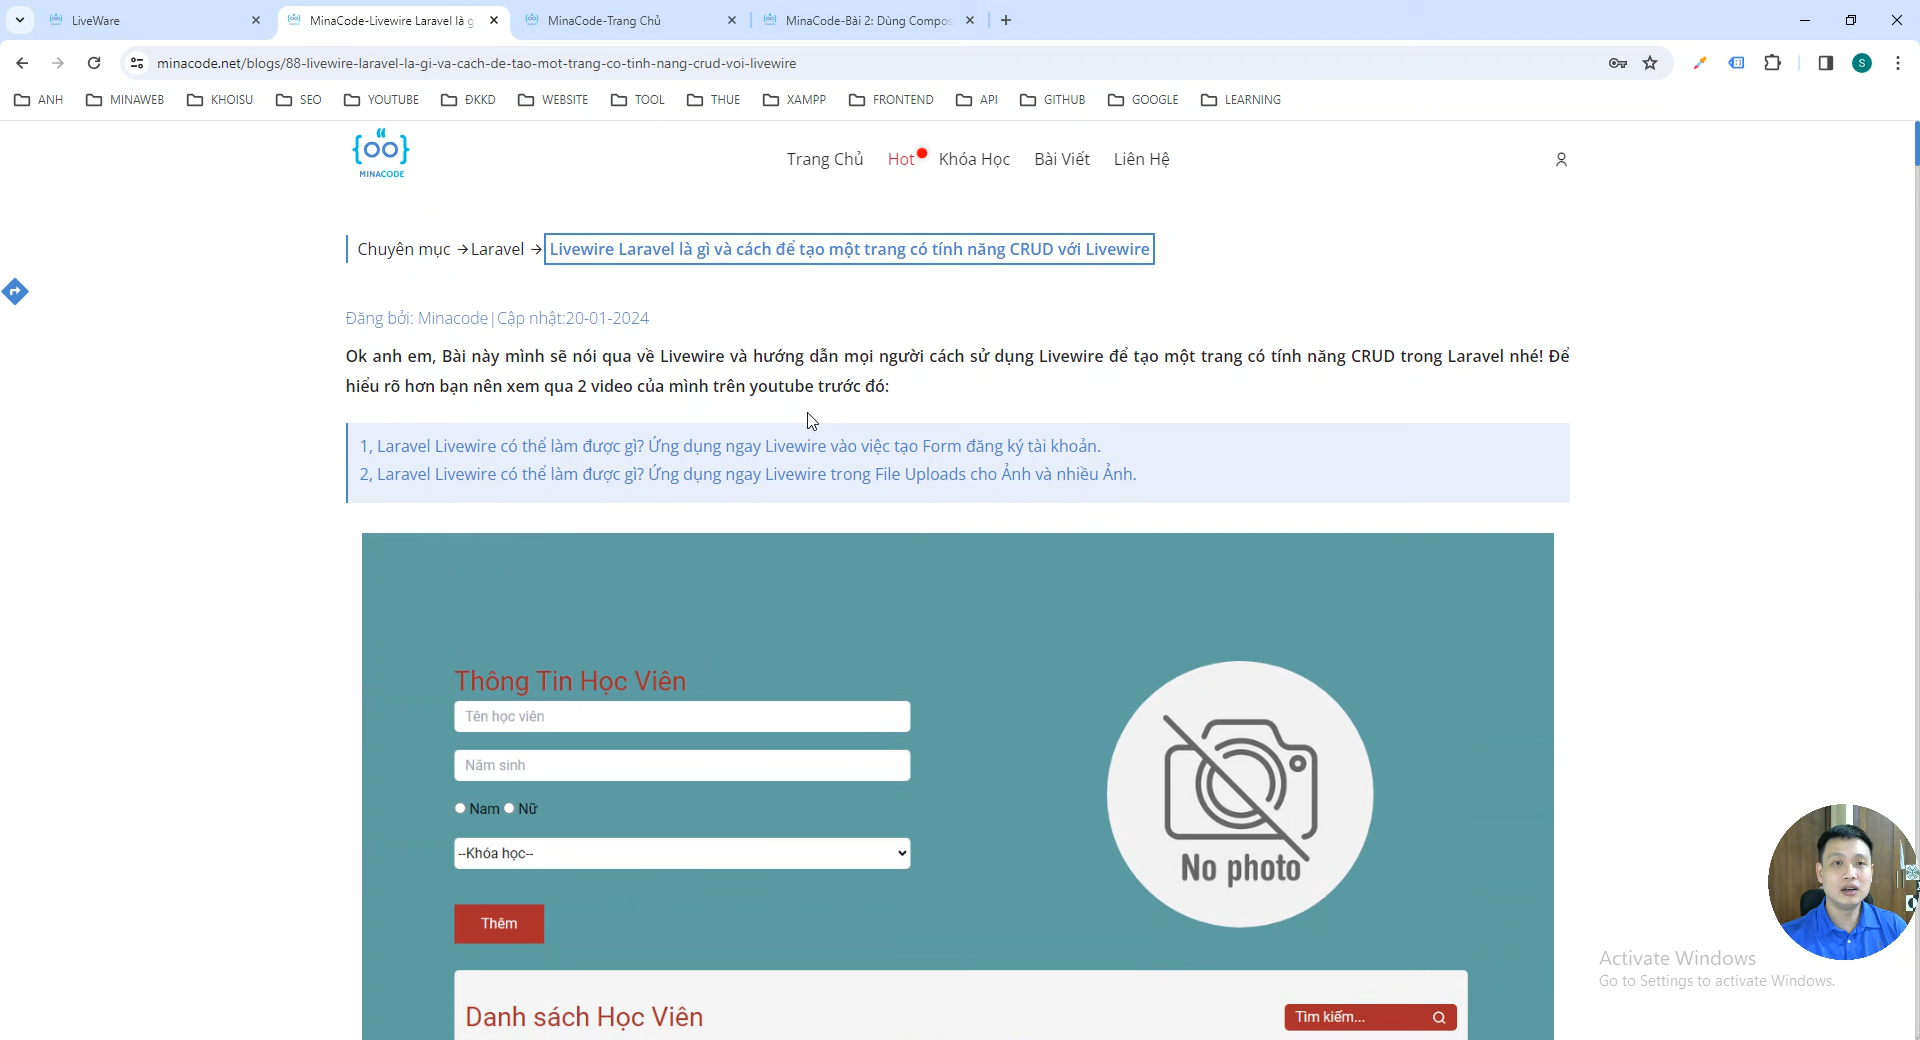 LiveWare
MinaCode-Livewire Laravel là g
MinaCode-Trang Chủ
MinaCode-Bài 2: Dùng Compos
minacode.net/blogs/88-livewire-laravel-la-gi-va-cach-de-tao-mot-trang-co-tinh-nang-crud-voi-livewire
S
ANH MINAWEB KHOISU SEO YOUTUBE ĐKKD WEBSITE TOOL THUE XAMPP FRONTEND API GITHUB GOOGLE LEARNING
MINACODE
Trang Chủ Hot Khóa Học Bài Viết Liên Hệ
Chuyên mục →Laravel → Livewire Laravel là gì và cách để tạo một trang có tính năng CRUD với Livewire
Đăng bởi: Minacode|Cập nhật:20-01-2024
Ok anh em, Bài này mình sẽ nói qua về Livewire và hướng dẫn mọi người cách sử dụng Livewire để tạo một trang có tính năng CRUD trong Laravel nhé! Để
hiểu rõ hơn bạn nên xem qua 2 video của mình trên youtube trước đó:
1, Laravel Livewire có thể làm được gì? Ứng dụng ngay Livewire vào việc tạo Form đăng ký tài khoản.
2, Laravel Livewire có thể làm được gì? Ứng dụng ngay Livewire trong File Uploads cho Ảnh và nhiều Ảnh.
Thông Tin Học Viên
Tên học viên
Năm sinh
Nam Nữ
--Khóa học--
No photo
Thêm
Danh sách Học Viên
Tìm kiếm...
Activate Windows
Go to Settings to activate Windows.